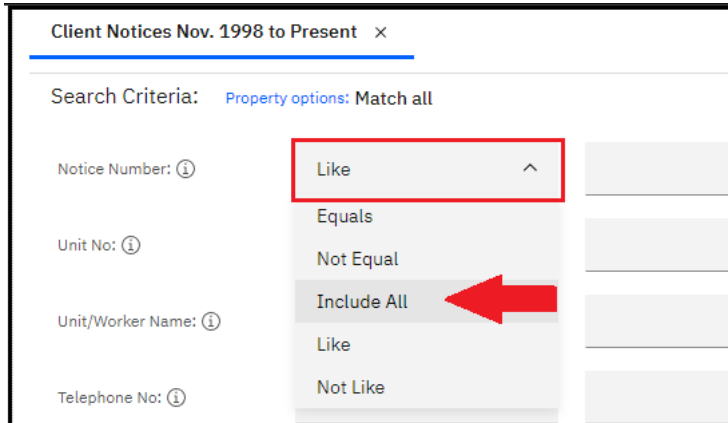 Client Notices Nov. 1998 to Present ×
Search Criteria: Property options: Match all
Notice Number: Like
Equals
Unit No:
Not Equal
Include All
Unit/Worker Name:
Like
Not Like
Telephone No: